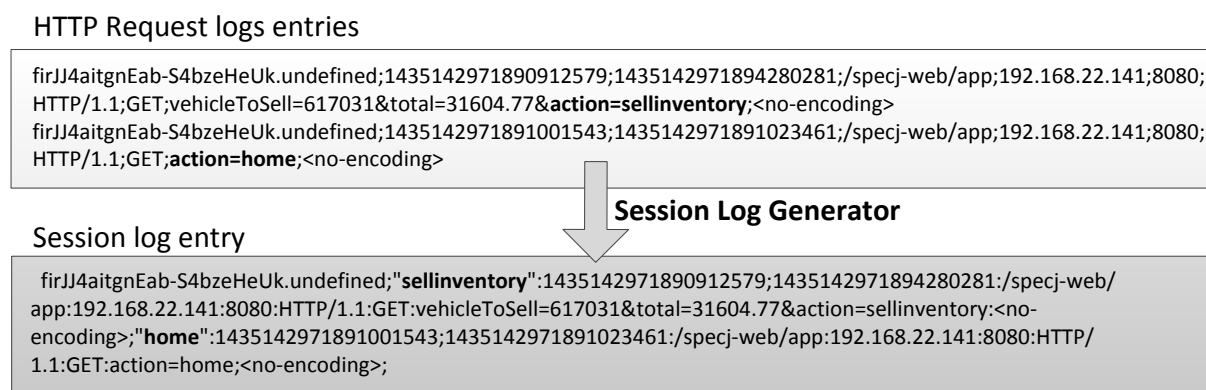 HTTP Request logs entries
firJJ4aitgnEab-S4bzeHeUk.undefined;1435142971890912579;1435142971894280281;/specj-web/app;192.168.22.141;8080;
HTTP/1.1;GET;vehicleToSell=617031&total=31604.77&action=sellinventory;<no-encoding>
firJJ4aitgnEab-S4bzeHeUk.undefined;1435142971891001543;1435142971891023461;/specj-web/app;192.168.22.141;8080;
HTTP/1.1;GET;action=home;<no-encoding>
Session Log Generator
Session log entry
firJJ4aitgnEab-S4bzeHeUk.undefined;"sellinventory":1435142971890912579;1435142971894280281:/specj-web/
app:192.168.22.141:8080:HTTP/1.1:GET:vehicleToSell=617031&total=31604.77&action=sellinventory:<no-
encoding>;"home":1435142971891001543;1435142971891023461:/specj-web/app:192.168.22.141:8080:HTTP/
1.1:GET:action=home;<no-encoding>;